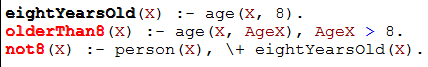 eightYearsOld(X) :- age(X, 8).
olderThan8(X) :- age(X, AgeX), AgeX > 8.
not8(X) :- person(X), \+ eightYearsOld(X).